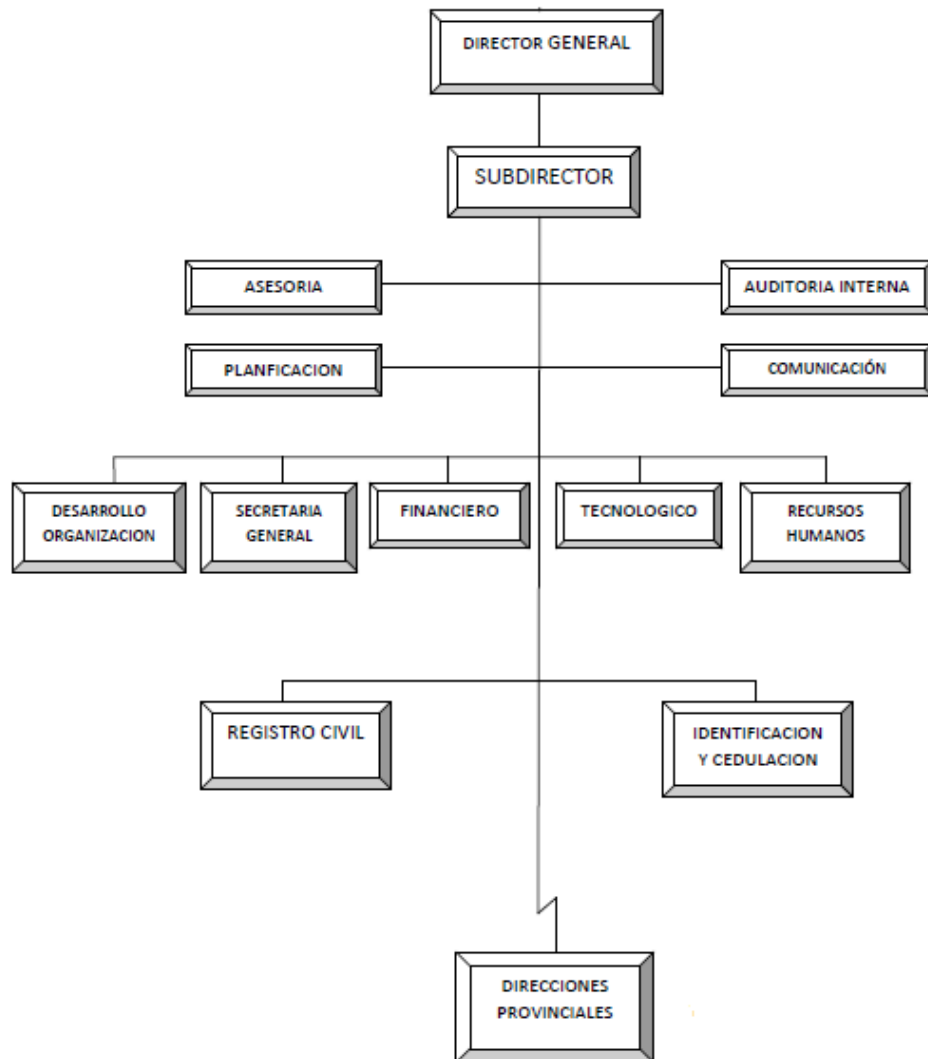 DIRECTOR GENERAL
SUBDIRECTOR
ASESORIA
AUDITORIA INTERNA
PLANFICACION
COMUNICACIÓN
DESARROLLO
ORGANIZACION
SECRETARIA
GENERAL
FINANCIERO
TECNOLOGICO
RECURSOS
HUMANOS
REGISTRO CIVIL
IDENTIFICACION
Y CEDULACION
DIRECCIONES
PROVINCIALES